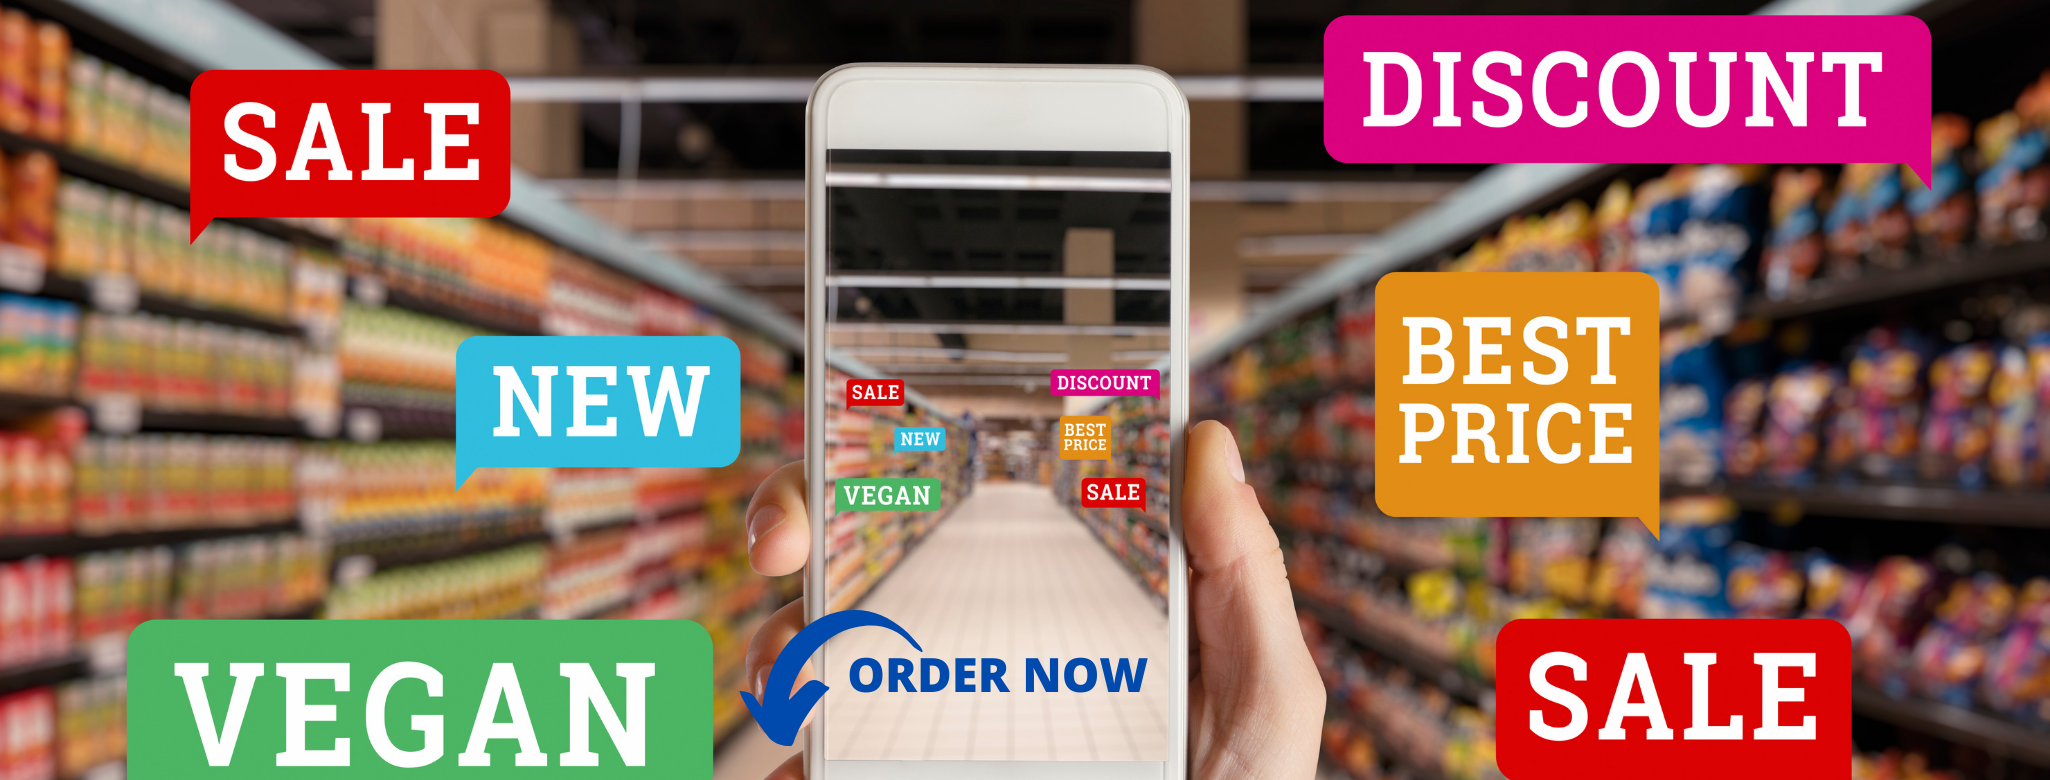 SALE
DISCOUNT
NEW
BEST
PRICE
VEGAN
SALE
SALE
DISCOUNT
NEW
BEST
PRICE
VEGAN
SALE
ORDER NOW